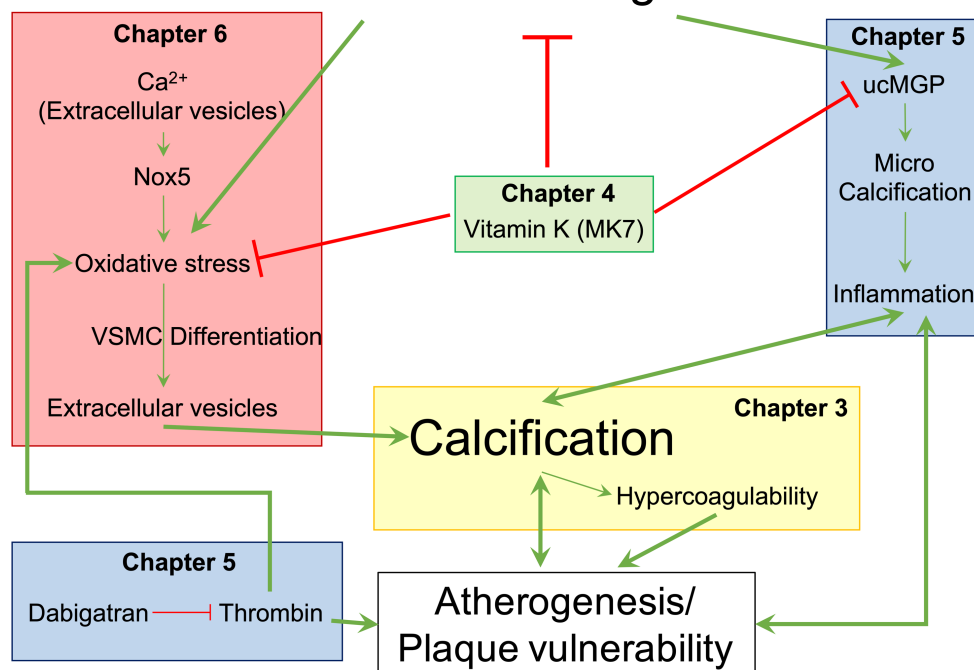 Chapter 6
Ca²⁺
(Extracellular vesicles)
Nox5
Oxidative stress
VSMC Differentiation
Extracellular vesicles
Chapter 4
Vitamin K (MK7)
Chapter 5
ucMGP
Micro
Calcification
Inflammation
Chapter 3
Calcification
Hypercoagulability
Chapter 5
Dabigatran
Thrombin
Atherogenesis/
Plaque vulnerability